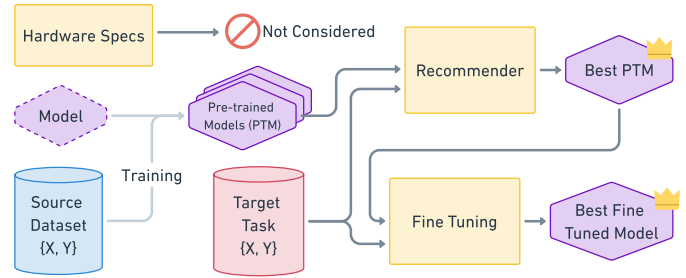 Hardware Specs
Not Considered
Recommender
Best PTM
Model
Pre-trained
Models (PTM)
Training
Source
Dataset
{X, Y}
Target
Task
{X, Y}
Fine Tuning
Best Fine
Tuned Model